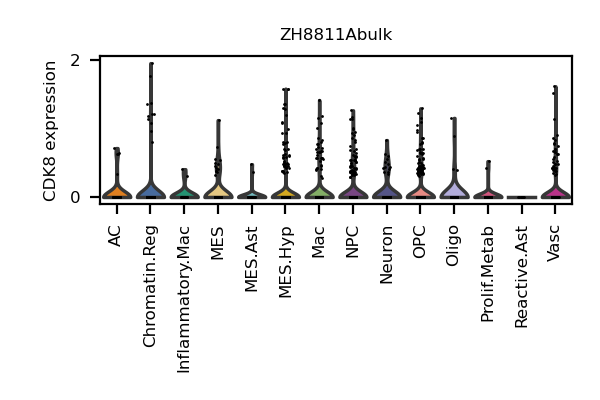 ZH8811Abulk
CDK8 expression
2
0
AC
Chromatin.Reg
Inflammatory.Mac
MES
MES.Ast
MES.Hyp
Mac
NPC
Neuron
OPC
Oligo
Prolif.Metab
Reactive.Ast
Vasc